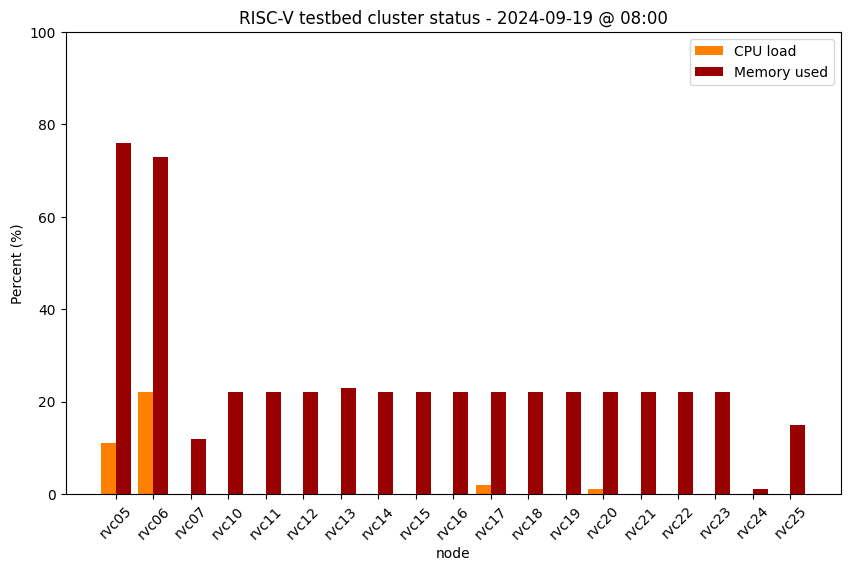 RISC-V testbed cluster status - 2024-09-19 @ 08:00
CPU load
Memory used
Percent (%)
100
80
60
40
20
0
rvc05
rvc06
rvc07
rvc10
rvc11
rvc12
rvc13
rvc14
rvc15
rvc16
rvc17
rvc18
rvc19
rvc20
rvc21
rvc22
rvc23
rvc24
rvc25
node